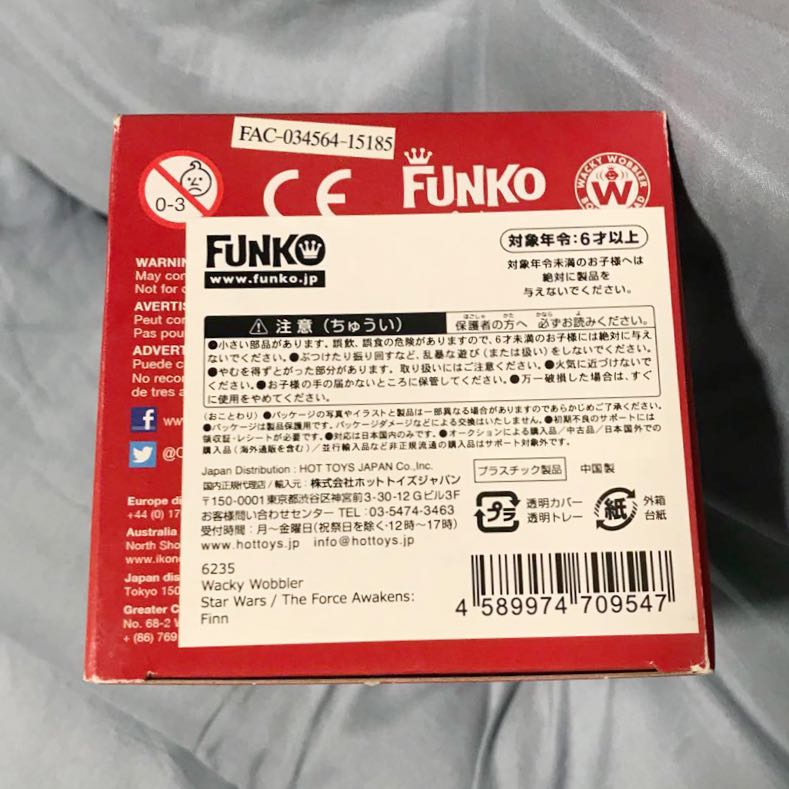 FAC-034564-15185
0-3
CE
FUNKO
WACKY WOBBLER
W
WARNIN
May con
Not for c
AVERTIS
Peut con
ADVERT
Puede c
No reco
de tres a
f ww
@O
Europe di
+44 (0) 17
Australia
North Sho
www.ikono
Japan dis
Tokyo 150
Greater C
No. 68-2 W
+ (86) 769
FUNKO
www.funko.jp
対象年令:6才以上
対象年令未満のお子様へは
絶対に製品を
与えないでください。
注意(ちゅうい)
保護者の方へ 必ずお読みください。
●小さい部品があります。誤飲、誤食の危険がありますので、6才未満のお子様には絶対に与え
ないでください。●ぶつけたり振り回すなど、乱暴な遊び(または扱い)をしないでください。
●やむを得ずとがった部分があります。取り扱いにはご注意ください。●火気に近づけないで
ください。●お子様の手の届かないところに保管してください。●万一破損した場合は、すぐ
に使用をやめてください。
(おことわり)●パッケージの写真やイラストと製品は一部異なる場合がありますのであらかじめご了承ください。
●パッケージは製品保護用です。パッケージダメージなどによる交換はいたしません。●初期不良のサポートには
領収証・レシートが必要です。●対応は日本国内のみです。●オークションによる購入品/中古品/日本国外での
購入品(海外通販を含む)/並行輸入品など非正規流通の購入品はサポート対象外です。
Japan Distribution : HOT TOYS JAPAN Co.,Inc.
国内正規代理店/輸入元:株式会社ホットトイズジャパン
〒150-0001東京都渋谷区神宮前3-30-12Gビル3F
お客様お問い合わせセンター TEL 03-5474-3463
受付時間:月~金曜日(祝祭日を除く・12時~17時)
www.hottoys.jp info@hottoys.jp
プラスチック製品
中国製
プラ
透明カバー
透明トレー
紙
外箱
台紙
6235
Wacky Wobbler
Star Wars / The Force Awakens:
Finn
4 589974 709547